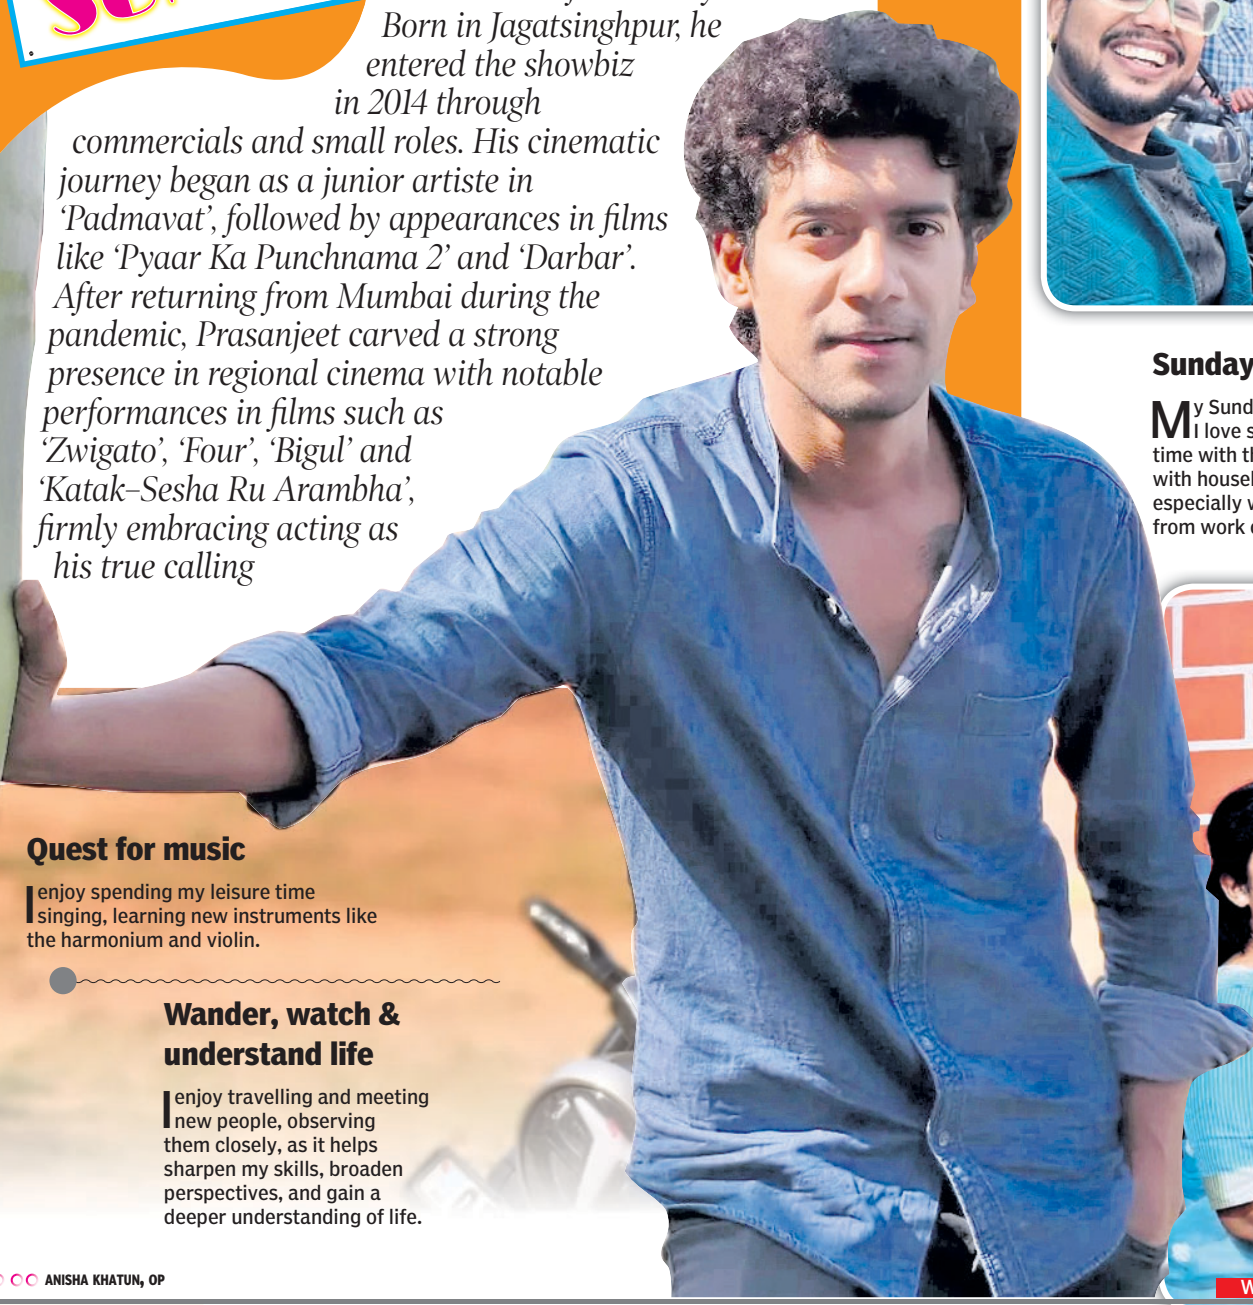 Born in Jagatsinghpur, he
entered the showbiz
in 2014 through
commercials and small roles. His cinematic
journey began as a junior artiste in
‘Padmavat’, followed by appearances in films
like ‘Pyaar Ka Punchnama 2’ and ‘Darbar’.
After returning from Mumbai during the
pandemic, Prasanjeet carved a strong
presence in regional cinema with notable
performances in films such as
‘Zwigato’, ‘Four’, ‘Bigul’ and
‘Katak–Sesha Ru Arambha’,
firmly embracing acting as
his true calling
Quest for music
I enjoy spending my leisure time
singing, learning new instruments like
the harmonium and violin.
Wander, watch &
understand life
I enjoy travelling and meeting
new people, observing
them closely, as it helps
sharpen my skills, broaden
perspectives, and gain a
deeper understanding of life.
ANISHA KHATUN, OP
Sunday
My Sund
I love s
time with th
with househ
especially w
from work